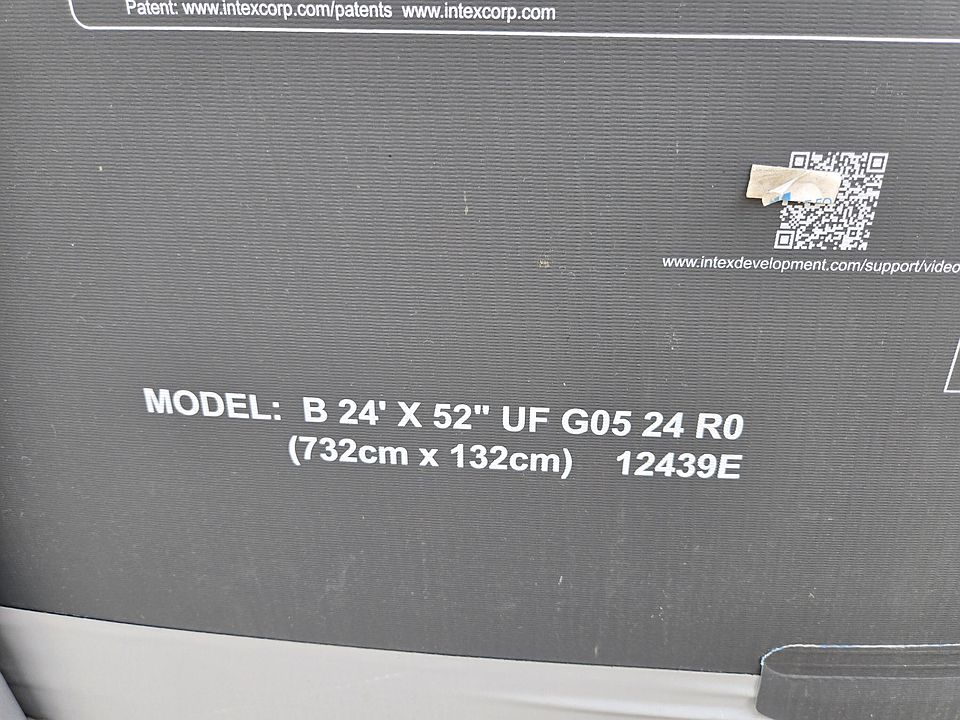 Patent: www.intexcorp.com/patents www.intexcorp.com
www.intexdevelopment.com/support/video
MODEL: B 24' X 52" UF G05 24 R0
(732cm x 132cm) 12439E